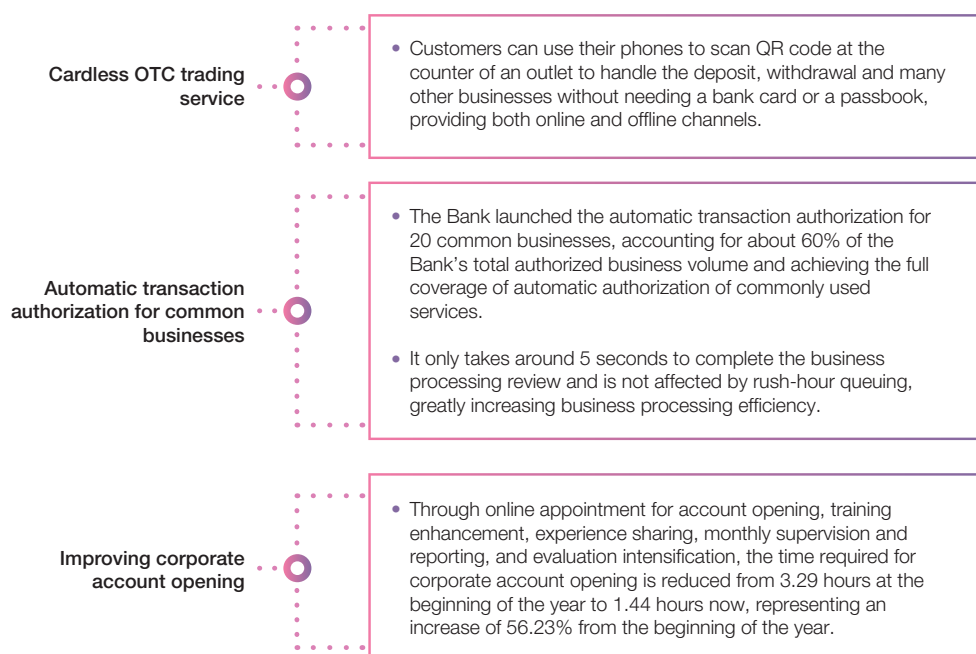 Cardless OTC trading
service
• Customers can use their phones to scan QR code at the
counter of an outlet to handle the deposit, withdrawal and many
other businesses without needing a bank card or a passbook,
providing both online and offline channels.
Automatic transaction
authorization for common
businesses
• The Bank launched the automatic transaction authorization for
20 common businesses, accounting for about 60% of the
Bank's total authorized business volume and achieving the full
coverage of automatic authorization of commonly used
services.
• It only takes around 5 seconds to complete the business
processing review and is not affected by rush-hour queuing,
greatly increasing business processing efficiency.
Improving corporate
account opening
• Through online appointment for account opening, training
enhancement, experience sharing, monthly supervision and
reporting, and evaluation intensification, the time required for
corporate account opening is reduced from 3.29 hours at the
beginning of the year to 1.44 hours now, representing an
increase of 56.23% from the beginning of the year.